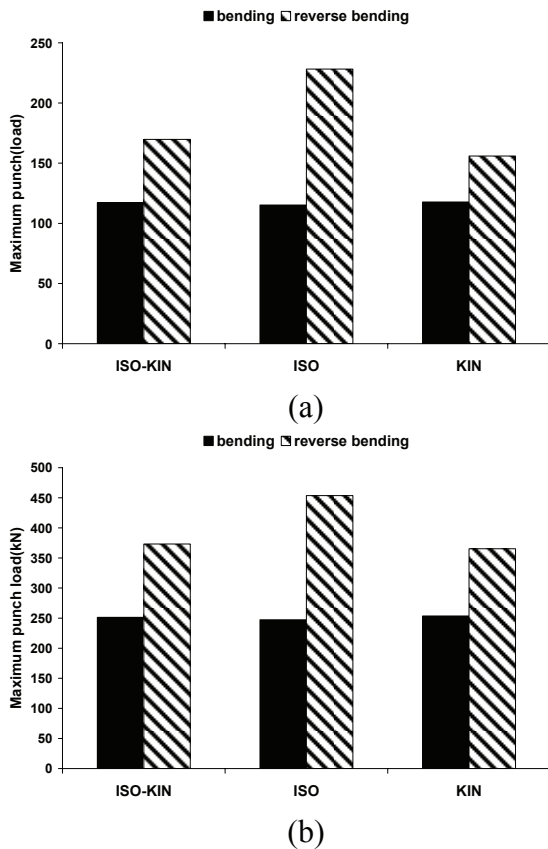 bending reverse bending
Maximum punch(load)
250
200
150
100
50
0
ISO-KIN ISO KIN
(a)
bending reverse bending
Maximum punch load(kN)
500
450
400
350
300
250
200
150
100
50
0
ISO-KIN ISO KIN
(b)